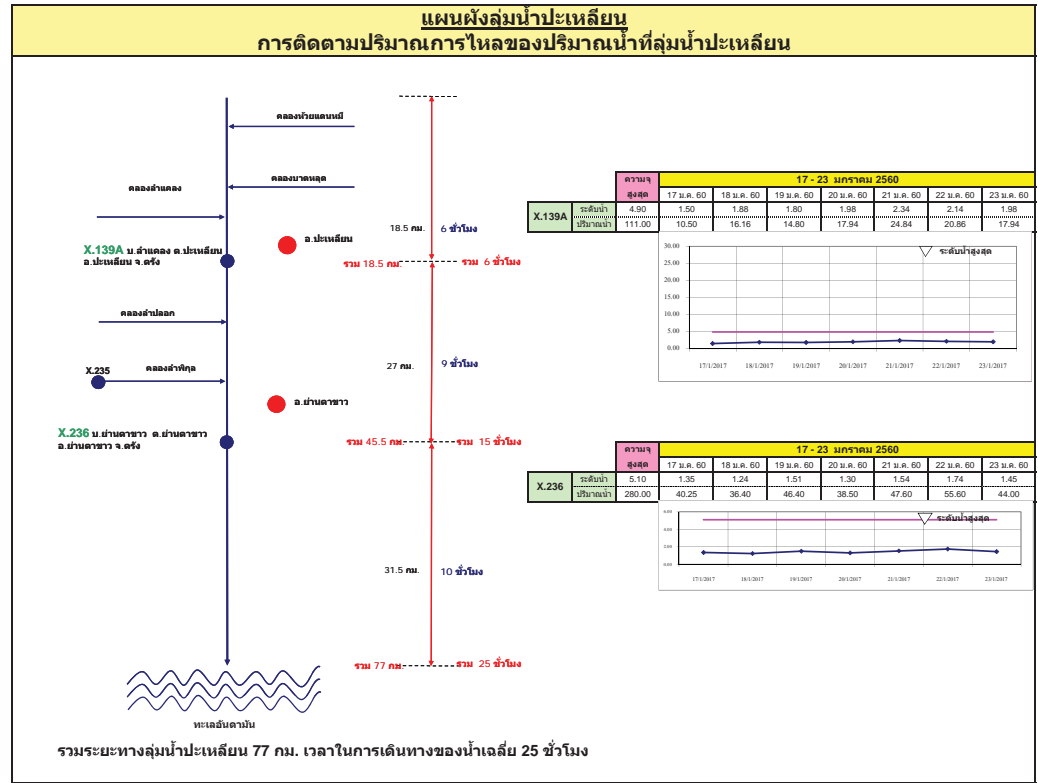 แผนผังลุ่มน้ำปะเหลียน
การติดตามปริมาณการไหลของปริมาณน้ำที่ลุ่มน้ำปะเหลียน
คลองห้วยแดนหมี
คลองบาดหลุด
คลองลำแคลง
18.5 กม. 6 ชั่วโมง
อ.ปะเหลียน
X.139A บ.ลำแคลง ต.ปะเหลียน
อ.ปะเหลียน จ.ตรัง
รวม 18.5 กม. รวม 6 ชั่วโมง
คลองลำปลอก
27 กม. 9 ชั่วโมง
X.235 คลองลำพิกุล
อ.ย่านตาขาว
X.236 บ.ย่านตาขาว ต.ย่านตาขาว
อ.ย่านตาขาว จ.ตรัง
รวม 45.5 กม. รวม 15 ชั่วโมง
31.5 กม. 10 ชั่วโมง
รวม 77 กม. รวม 25 ชั่วโมง
ทะเลอันดามัน
รวมระยะทางลุ่มน้ำปะเหลียน 77 กม. เวลาในการเดินทางของน้ำเฉลี่ย 25 ชั่วโมง
ความจุ 17 - 23 มกราคม 2560
สูงสุด 17 ม.ค. 60 18 ม.ค. 60 19 ม.ค. 60 20 ม.ค. 60 21 ม.ค. 60 22 ม.ค. 60 23 ม.ค. 60
X.139A ระดับน้ำ 4.90 1.50 1.88 1.80 1.98 2.34 2.14 1.98
ปริมาณน้ำ 111.00 10.50 16.16 14.80 17.94 24.84 20.86 17.94
ระดับน้ำสูงสุด
30.00
25.00
20.00
15.00
10.00
5.00
0.00
17/1/2017 18/1/2017 19/1/2017 20/1/2017 21/1/2017 22/1/2017 23/1/2017
ความจุ 17 - 23 มกราคม 2560
สูงสุด 17 ม.ค. 60 18 ม.ค. 60 19 ม.ค. 60 20 ม.ค. 60 21 ม.ค. 60 22 ม.ค. 60 23 ม.ค. 60
X.236 ระดับน้ำ 5.10 1.35 1.24 1.51 1.30 1.54 1.74 1.45
ปริมาณน้ำ 280.00 40.25 36.40 46.40 38.50 47.60 55.60 44.00
ระดับน้ำสูงสุด
6.00
4.00
2.00
0.00
17/1/2017 18/1/2017 19/1/2017 20/1/2017 21/1/2017 22/1/2017 23/1/2017